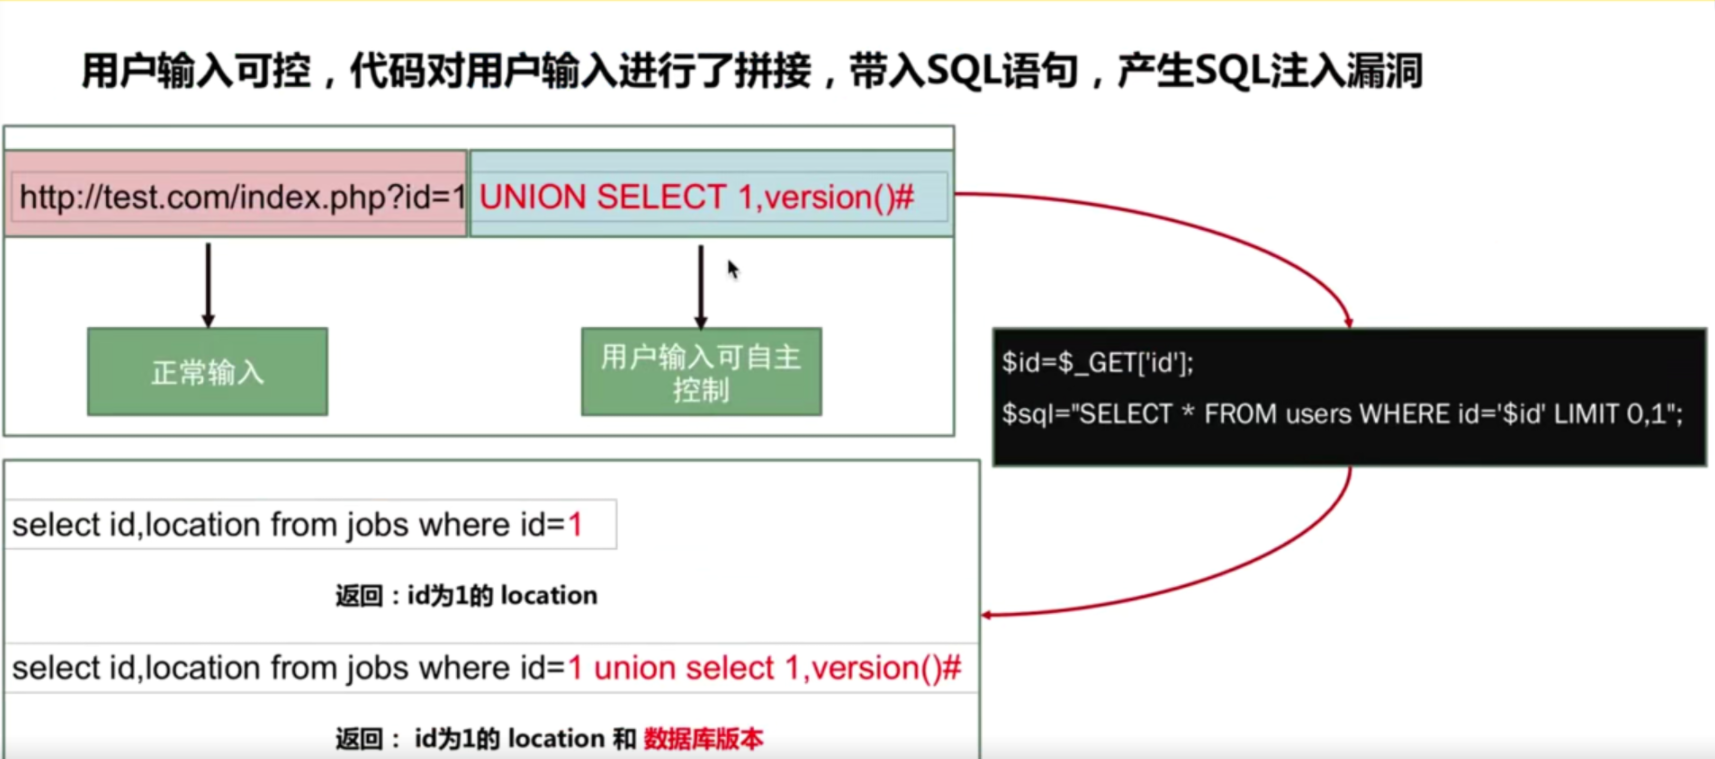 用户输入可控，代码对用户输入进行了拼接，带入SQL语句，产生SQL注入漏洞
http://test.com/index.php?id=1 UNION SELECT 1,version()#
正常输入
用户输入可自主
控制
$id=$_GET['id'];
$sql="SELECT * FROM users WHERE id='$id' LIMIT 0,1";
select id,location from jobs where id=1
返回：id为1的 location
select id,location from jobs where id=1 union select 1,version()#
返回： id为1的 location 和 数据库版本